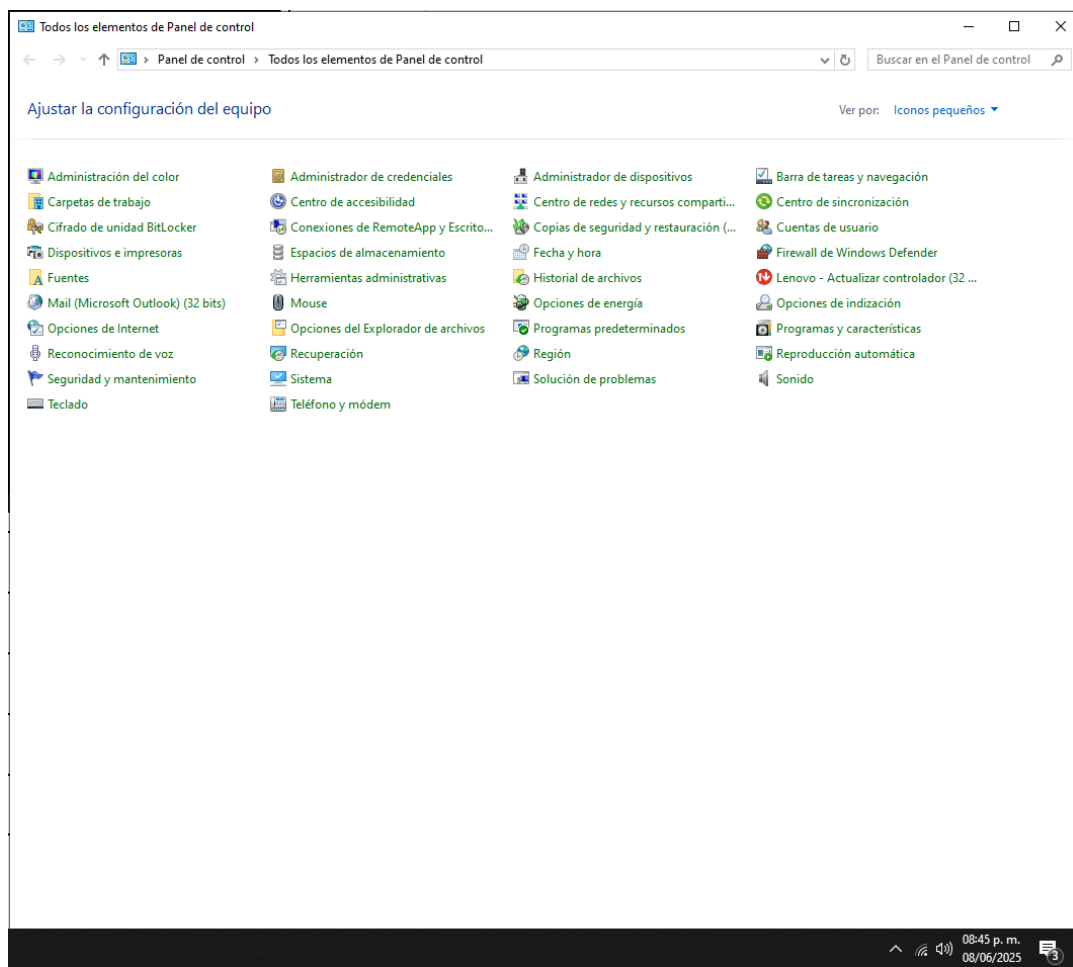 Todos los elementos de Panel de control
Panel de control > Todos los elementos de Panel de control
Buscar en el Panel de control
Ajustar la configuración del equipo
Ver por: Iconos pequeños
Administración del color
Administrador de credenciales
Administrador de dispositivos
Barra de tareas y navegación
Carpetas de trabajo
Centro de accesibilidad
Centro de redes y recursos comparti...
Centro de sincronización
Cifrado de unidad BitLocker
Conexiones de RemoteApp y Escrito...
Copias de seguridad y restauración (...
Cuentas de usuario
Dispositivos e impresoras
Espacios de almacenamiento
Fecha y hora
Firewall de Windows Defender
Fuentes
Herramientas administrativas
Historial de archivos
Lenovo - Actualizar controlador (32 ...
Mail (Microsoft Outlook) (32 bits)
Mouse
Opciones de energía
Opciones de indización
Opciones de Internet
Opciones del Explorador de archivos
Programas predeterminados
Programas y características
Reconocimiento de voz
Recuperación
Región
Reproducción automática
Seguridad y mantenimiento
Sistema
Solución de problemas
Sonido
Teclado
Teléfono y módem
08:45 p. m.
08/06/2025
3